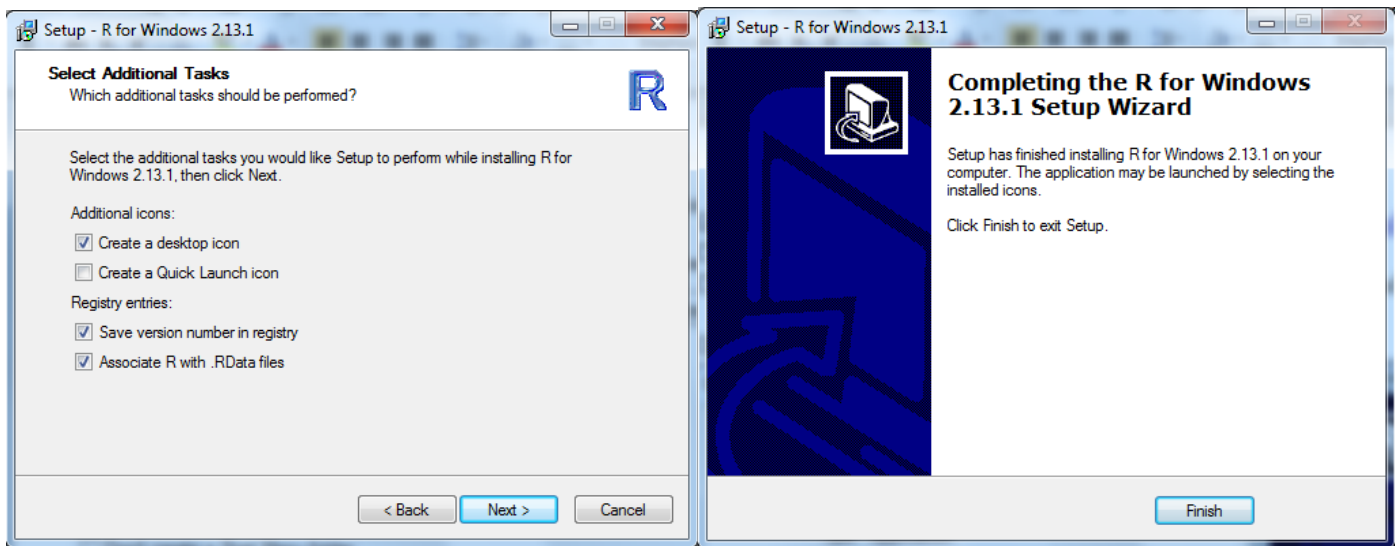 Setup - R for Windows 2.13.1
Select Additional Tasks
Which additional tasks should be performed?
R
Select the additional tasks you would like Setup to perform while installing R for
Windows 2.13.1, then click Next.
Additional icons:
Create a desktop icon
Create a Quick Launch icon
Registry entries:
Save version number in registry
Associate R with .RData files
< Back
Next >
Cancel
Setup - R for Windows 2.13.1
Completing the R for Windows
2.13.1 Setup Wizard
Setup has finished installing R for Windows 2.13.1 on your
computer. The application may be launched by selecting the
installed icons.
Click Finish to exit Setup.
Finish